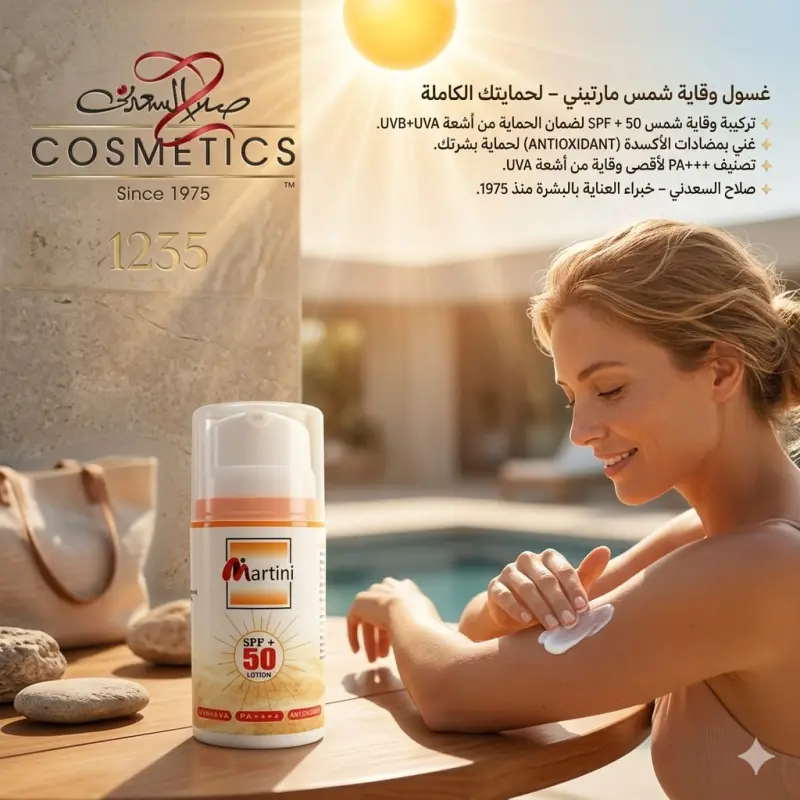 صلاح السعدني
COSMETICS
Since 1975
TM
1235
غسول وقاية شمس مارتيني – لحمايتك الكاملة
تركيبة وقاية شمس SPF + 50 لضمان الحماية من أشعة UVB+UVA.
غني بمضادات الأكسدة (ANTIOXIDANT) لحماية بشرتك.
تصنيف PA+++ لأقصى وقاية من أشعة UVA.
صلاح السعدني – خبراء العناية بالبشرة منذ 1975.
Martini
SPF +
50
LOTION
UVB+UVA PA+++ ANTIOXIDANT